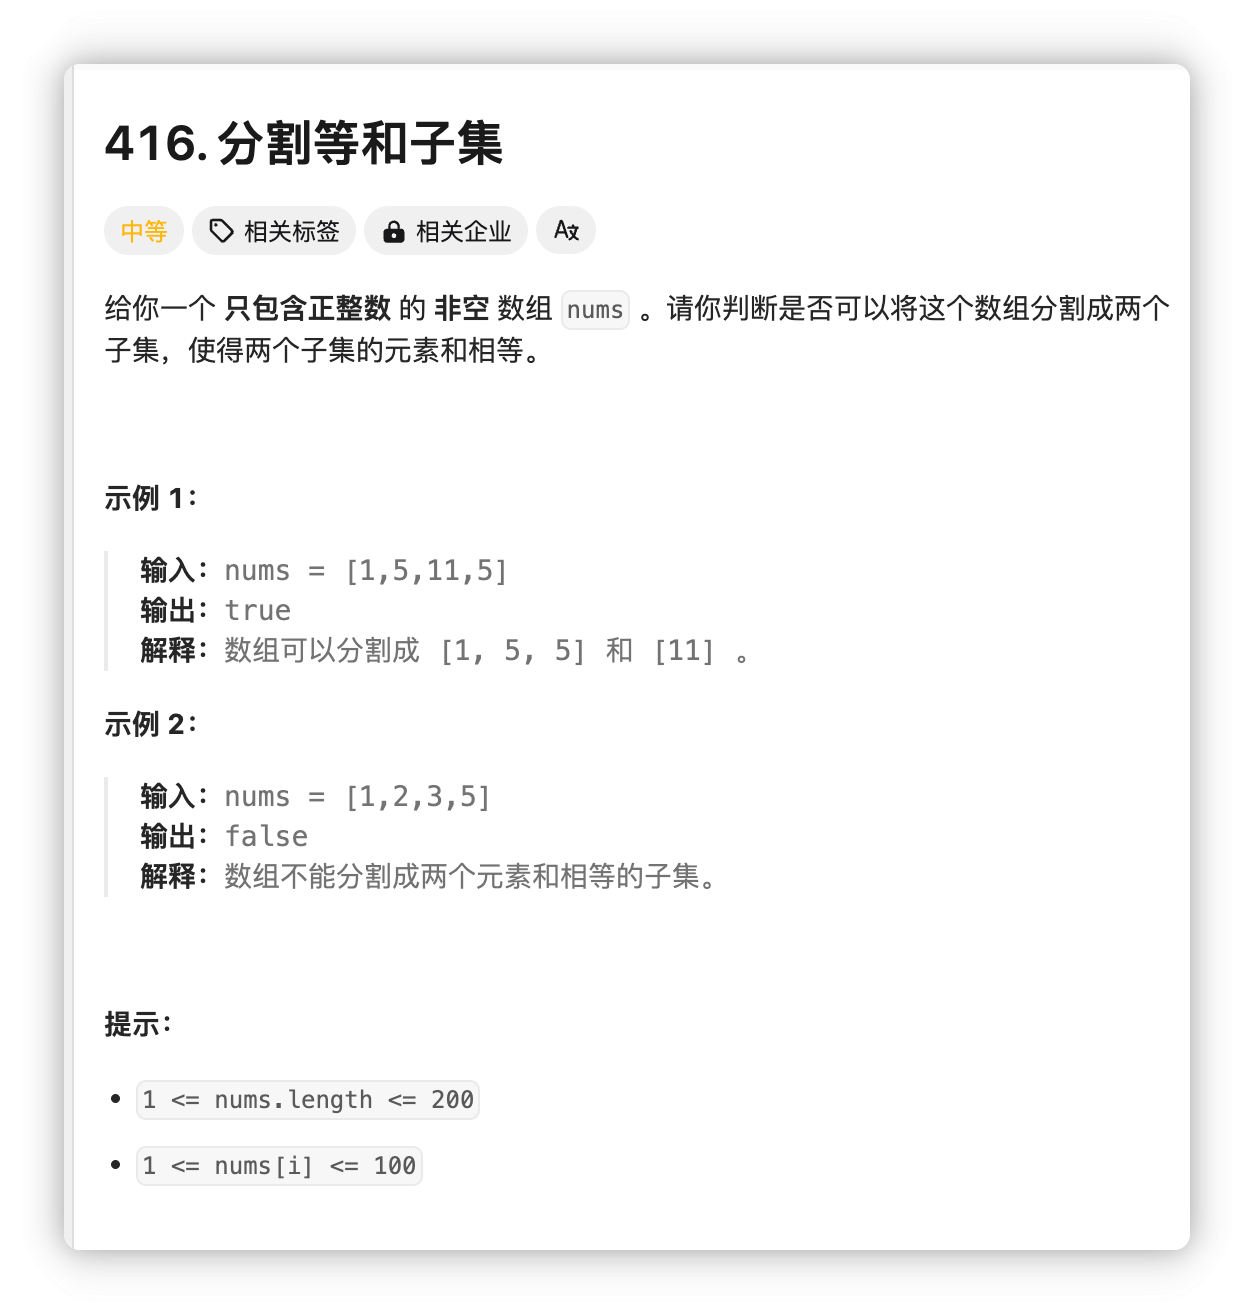 416. 分割等和子集
中等 相关标签 相关企业 A文
给你一个 只包含正整数 的 非空 数组 nums 。请你判断是否可以将这个数组分割成两个
子集，使得两个子集的元素和相等。
示例 1：
输入：nums = [1,5,11,5]
输出：true
解释：数组可以分割成 [1, 5, 5] 和 [11] 。
示例 2：
输入：nums = [1,2,3,5]
输出：false
解释：数组不能分割成两个元素和相等的子集。
提示：
• 1 <= nums.length <= 200
• 1 <= nums[i] <= 100